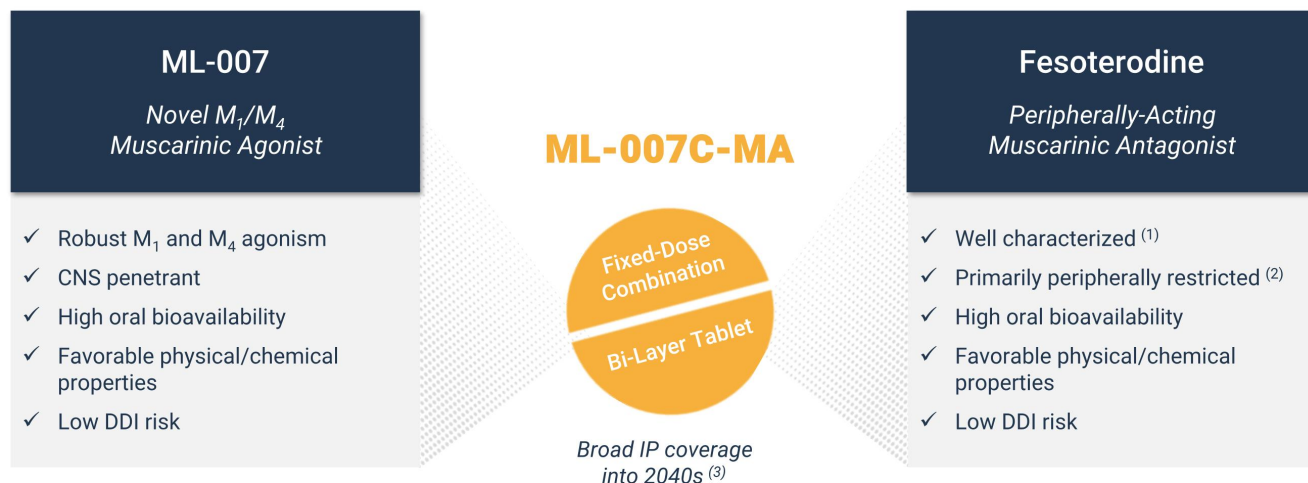 ML-007
Novel M₁/M₄
Muscarinic Agonist
✓ Robust M₁ and M₄ agonism
✓ CNS penetrant
✓ High oral bioavailability
✓ Favorable physical/chemical
properties
✓ Low DDI risk
ML-007C-MA
Fixed-Dose
Combination
Bi-Layer Tablet
Broad IP coverage
into 2040s (3)
Fesoterodine
Peripherally-Acting
Muscarinic Antagonist
✓ Well characterized (1)
✓ Primarily peripherally restricted (2)
✓ High oral bioavailability
✓ Favorable physical/chemical
properties
✓ Low DDI risk